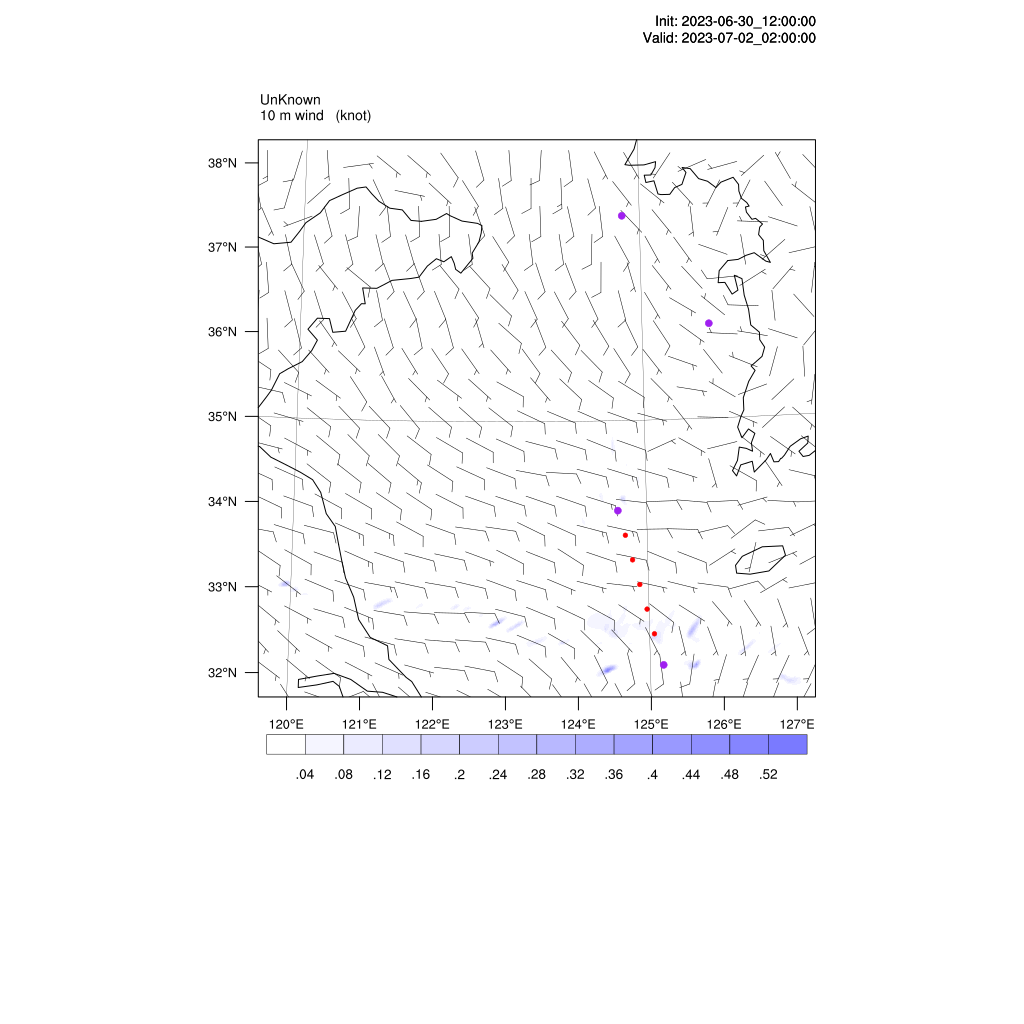 Init: 2023-06-30_12:00:00
Valid: 2023-07-02_02:00:00
UnKnown
10 m wind (knot)
38°N
37°N
36°N
35°N
34°N
33°N
32°N
120°E 121°E 122°E 123°E 124°E 125°E 126°E 127°E
.04 .08 .12 .16 .2 .24 .28 .32 .36 .4 .44 .48 .52